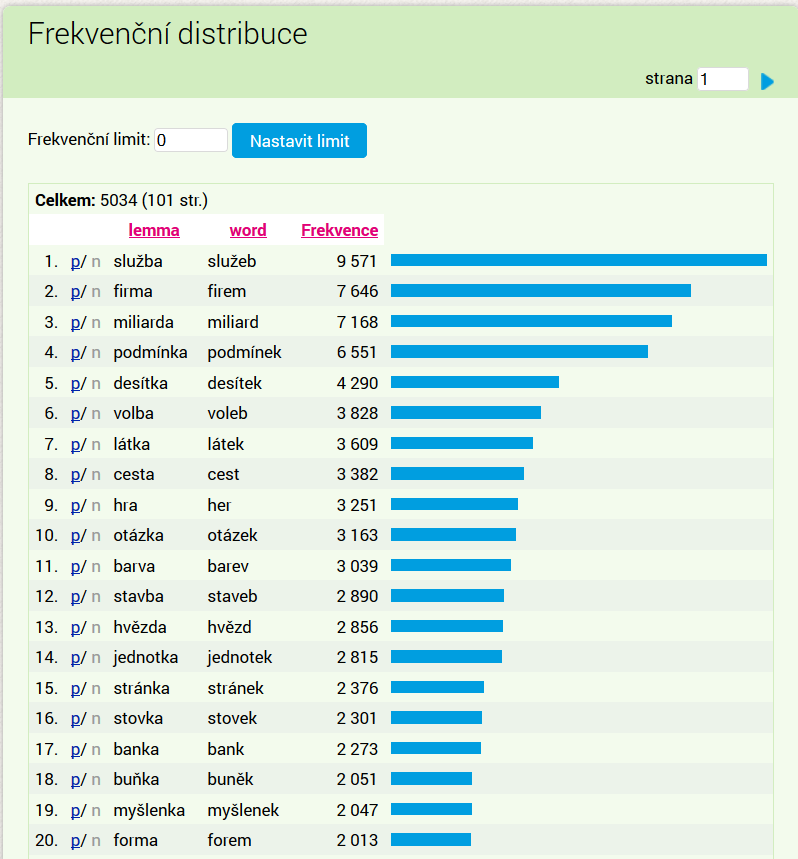 Frekvenční distribuce
strana 1
Frekvenční limit: 0 Nastavit limit
Celkem: 5034 (101 str.)
lemma word Frekvence
1. p/ n služba služeb 9 571
2. p/ n firma firem 7 646
3. p/ n miliarda miliard 7 168
4. p/ n podmínka podmínek 6 551
5. p/ n desítka desítek 4 290
6. p/ n volba voleb 3 828
7. p/ n látka látek 3 609
8. p/ n cesta cest 3 382
9. p/ n hra her 3 251
10. p/ n otázka otázek 3 163
11. p/ n barva barev 3 039
12. p/ n stavba staveb 2 890
13. p/ n hvězda hvězd 2 856
14. p/ n jednotka jednotek 2 815
15. p/ n stránka stránek 2 376
16. p/ n stovka stovek 2 301
17. p/ n banka bank 2 273
18. p/ n buňka buněk 2 051
19. p/ n myšlenka myšlenek 2 047
20. p/ n forma forem 2 013